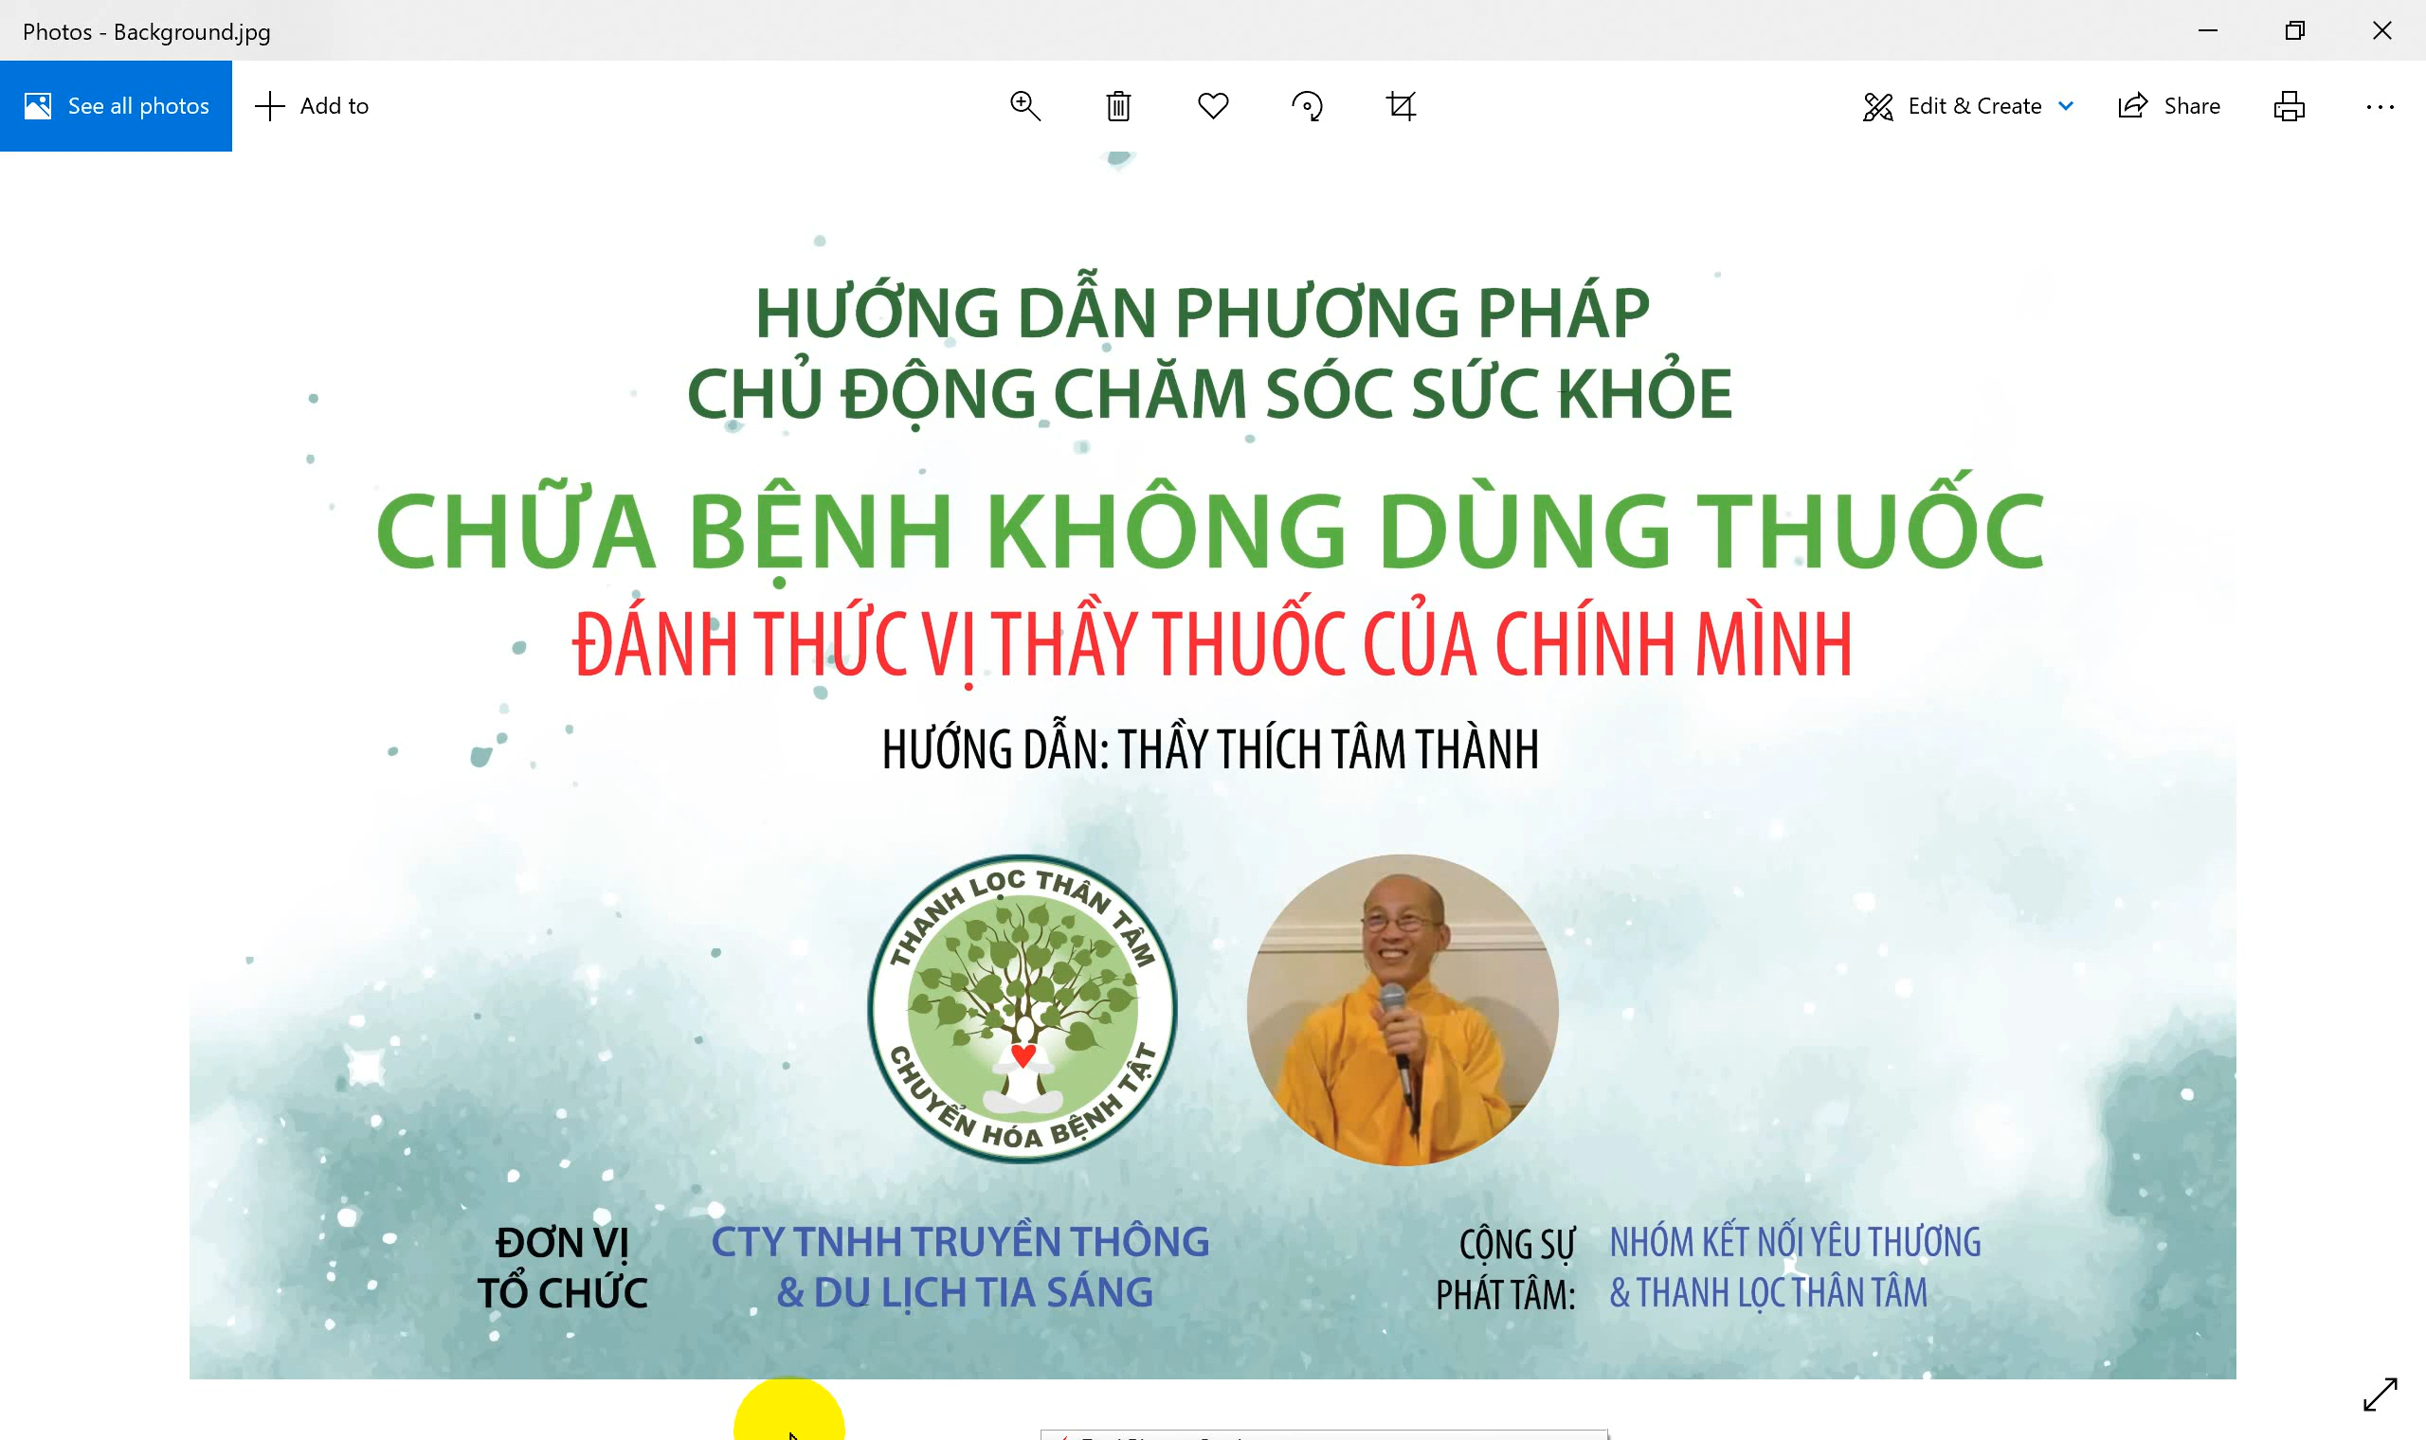 Photos - Background.jpg
See all photos
Add to
Edit & Create
Share
HƯỚNG DẪN PHƯƠNG PHÁP
CHỦ ĐỘNG CHĂM SÓC SỨC KHỎE
CHỮA BỆNH KHÔNG DÙNG THUỐC
ĐÁNH THỨC VỊ THẦY THUỐC CỦA CHÍNH MÌNH
HƯỚNG DẪN: THẦY THÍCH TÂM THÀNH
THANH LỌC THÂN TÂM
CHUYỂN HÓA BỆNH TẬT
ĐƠN VỊ
TỔ CHỨC
CTY TNHH TRUYỀN THÔNG
& DU LỊCH TIA SÁNG
CỘNG SỰ
PHÁT TÂM:
NHÓM KẾT NỐI YÊU THƯƠNG
& THANH LỌC THÂN TÂM